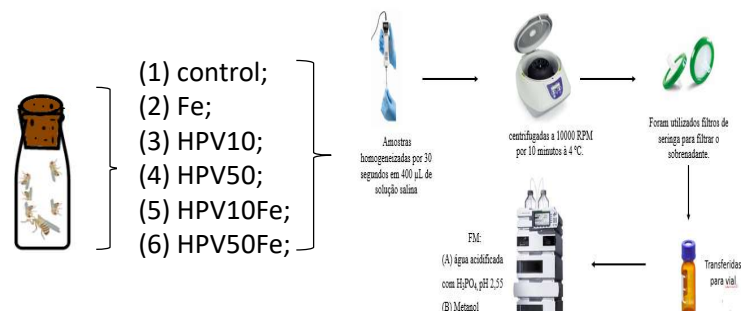 (1) control;
(2) Fe;
(3) HPV10;
(4) HPV50;
(5) HPV10Fe;
(6) HPV50Fe;
Amostras
homogeneizadas por 30
segundos em 400 µL de
solução salina
centrifugadas a 10000 RPM
por 10 minutos à 4 ºC.
Foram utilizados filtros de
seringa para filtrar o
sobrenadante.
Transferidas
para vial.
FM:
(A) água acidificada
com H₃PO₄ pH 2,55
(B) Metanol